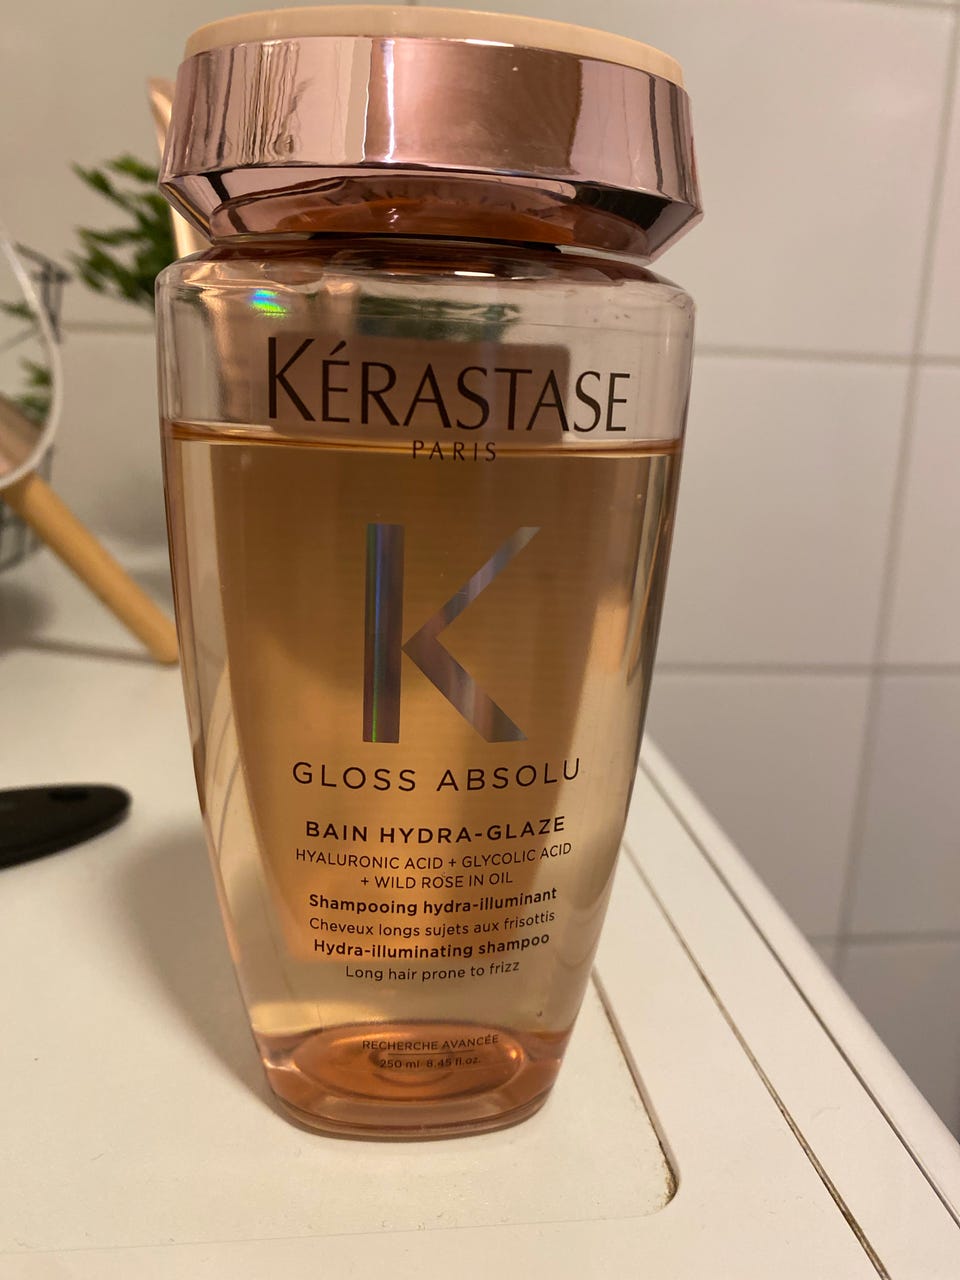 KÉRASTASE
PARIS
K
GLOSS ABSOLU
BAIN HYDRA-GLAZE
HYALURONIC ACID + GLYCOLIC ACID
+ WILD ROSE IN OIL
Shampooing hydra-illuminant
Cheveux longs sujets aux frisottis
Hydra-illuminating shampoo
Long hair prone to frizz
RECHERCHE AVANCÉE
250 ml 8.45 fl.oz.